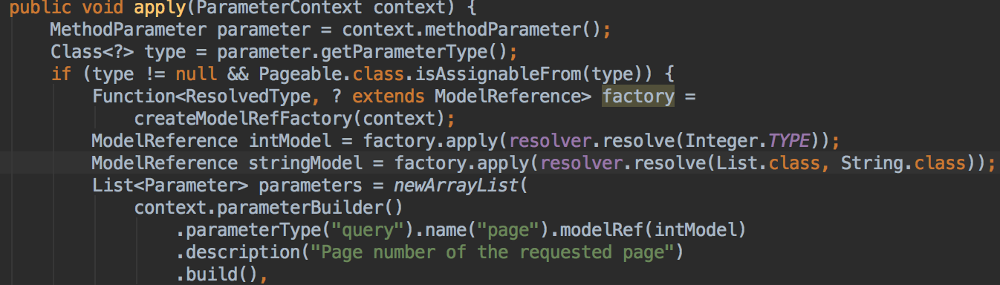 public void apply(ParameterContext context) {
MethodParameter parameter = context.methodParameter();
Class<?> type = parameter.getParameterType();
if (type != null && Pageable.class.isAssignableFrom(type)) {
Function<ResolvedType, ? extends ModelReference> factory =
createModelRefFactory(context);
ModelReference intModel = factory.apply(resolver.resolve(Integer.TYPE));
ModelReference stringModel = factory.apply(resolver.resolve(List.class, String.class));
List<Parameter> parameters = newArrayList(
context.parameterBuilder()
.parameterType("query").name("page").modelRef(intModel)
.description("Page number of the requested page")
.build(),